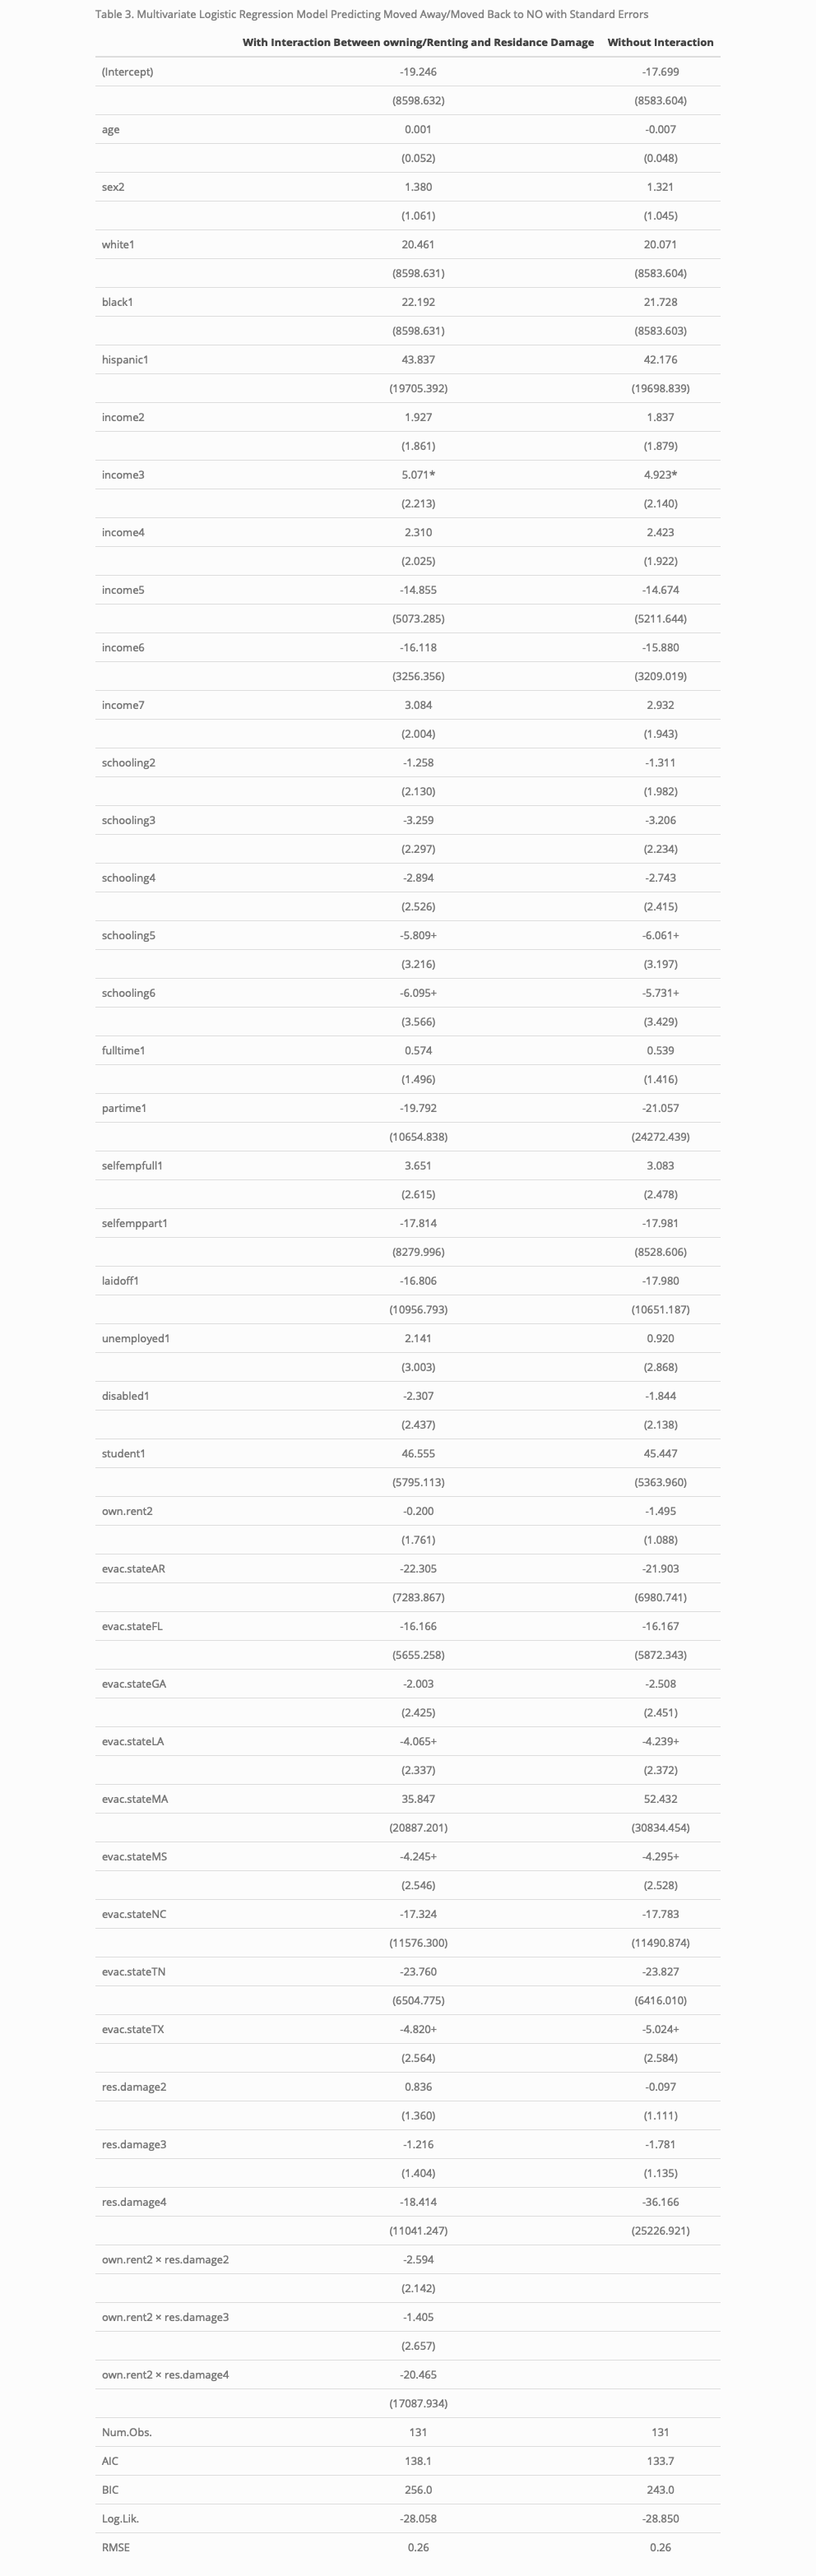 Table 3. Multivariate Logistic Regression Model Predicting Moved Away/Moved Back to NO with Standard Errors
With Interaction Between owning/Renting and Residance Damage Without Interaction
(Intercept) -19.246 -17.699
(8598.632) (8583.604)
age 0.001 -0.007
(0.052) (0.048)
sex2 1.380 1.321
(1.061) (1.045)
white1 20.461 20.071
(8598.631) (8583.604)
black1 22.192 21.728
(8598.631) (8583.603)
hispanic1 43.837 42.176
(19705.392) (19698.839)
income2 1.927 1.837
(1.861) (1.879)
income3 5.071* 4.923*
(2.213) (2.140)
income4 2.310 2.423
(2.025) (1.922)
income5 -14.855 -14.674
(5073.285) (5211.644)
income6 -16.118 -15.880
(3256.356) (3209.019)
income7 3.084 2.932
(2.004) (1.943)
schooling2 -1.258 -1.311
(2.130) (1.982)
schooling3 -3.259 -3.206
(2.297) (2.234)
schooling4 -2.894 -2.743
(2.526) (2.415)
schooling5 -5.809+ -6.061+
(3.216) (3.197)
schooling6 -6.095+ -5.731+
(3.566) (3.429)
fulltime1 0.574 0.539
(1.496) (1.416)
partime1 -19.792 -21.057
(10654.838) (24272.439)
selfempfull1 3.651 3.083
(2.615) (2.478)
selfemppart1 -17.814 -17.981
(8279.996) (8528.606)
laidoff1 -16.806 -17.980
(10956.793) (10651.187)
unemployed1 2.141 0.920
(3.003) (2.868)
disabled1 -2.307 -1.844
(2.437) (2.138)
student1 46.555 45.447
(5795.113) (5363.960)
own.rent2 -0.200 -1.495
(1.761) (1.088)
evac.stateAR -22.305 -21.903
(7283.867) (6980.741)
evac.stateFL -16.166 -16.167
(5655.258) (5872.343)
evac.stateGA -2.003 -2.508
(2.425) (2.451)
evac.stateLA -4.065+ -4.239+
(2.337) (2.372)
evac.stateMA 35.847 52.432
(20887.201) (30834.454)
evac.stateMS -4.245+ -4.295+
(2.546) (2.528)
evac.stateNC -17.324 -17.783
(11576.300) (11490.874)
evac.stateTN -23.760 -23.827
(6504.775) (6416.010)
evac.stateTX -4.820+ -5.024+
(2.564) (2.584)
res.damage2 0.836 -0.097
(1.360) (1.111)
res.damage3 -1.216 -1.781
(1.404) (1.135)
res.damage4 -18.414 -36.166
(11041.247) (25226.921)
own.rent2 × res.damage2 -2.594
(2.142)
own.rent2 × res.damage3 -1.405
(2.657)
own.rent2 × res.damage4 -20.465
(17087.934)
Num.Obs. 131 131
AIC 138.1 133.7
BIC 256.0 243.0
Log.Lik. -28.058 -28.850
RMSE 0.26 0.26